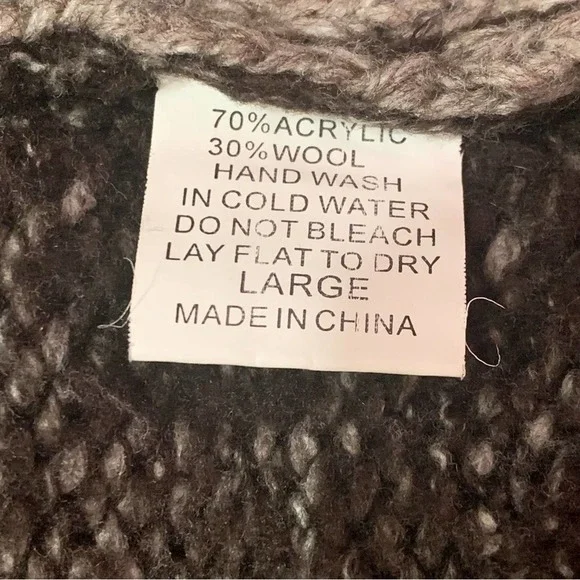 70% ACRYLIC
30% WOOL
HAND WASH
IN COLD WATER
DO NOT BLEACH
LAY FLAT TO DRY
LARGE
MADE IN CHINA